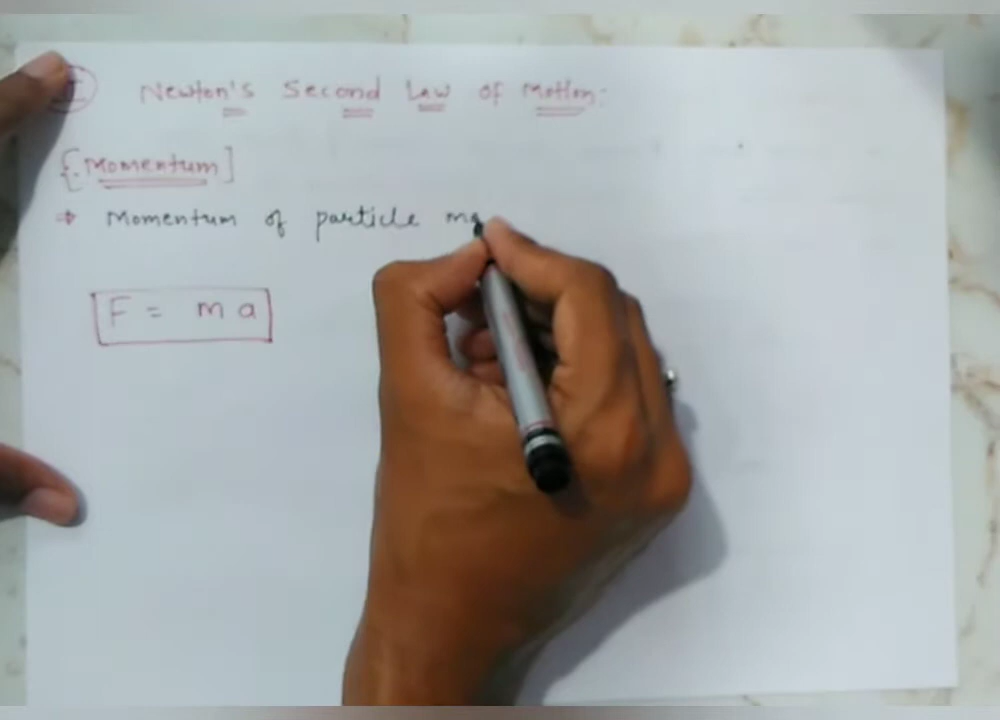 Newton's Second Law of Motion:
{.Momentum]
⇒ Momentum of particle
F = ma